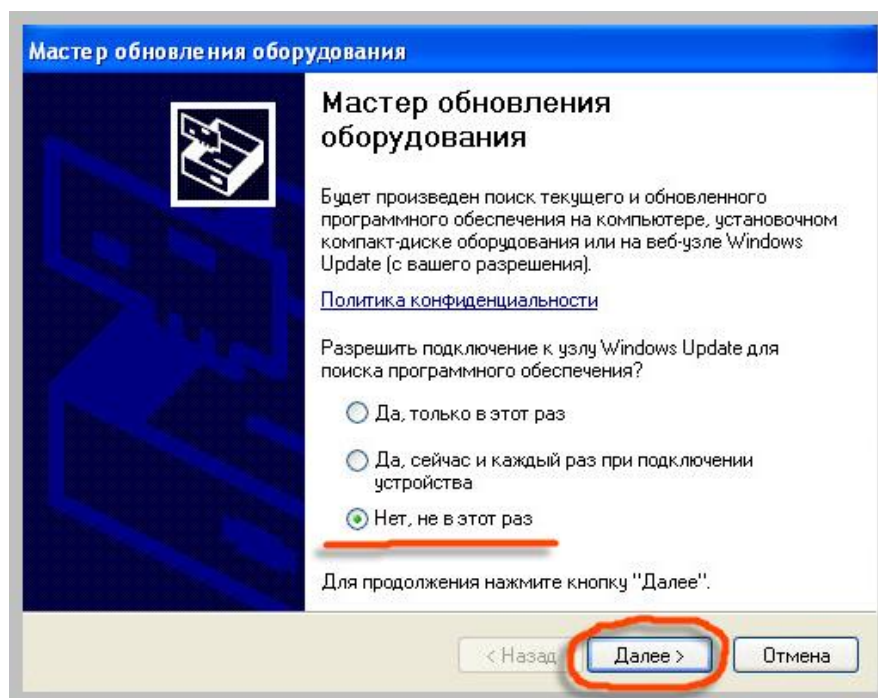 Мастер обновления оборудования
Мастер обновления
оборудования
Будет произведен поиск текущего и обновленного
программного обеспечения на компьютере, установочном
компакт-диске оборудования или на веб-узле Windows
Update (с вашего разрешения).
Политика конфиденциальности
Разрешить подключение к узлу Windows Update для
поиска программного обеспечения?
Да, только в этот раз
Да, сейчас и каждый раз при подключении
устройства
Нет, не в этот раз
Для продолжения нажмите кнопку "Далее".
< Назад Далее > Отмена